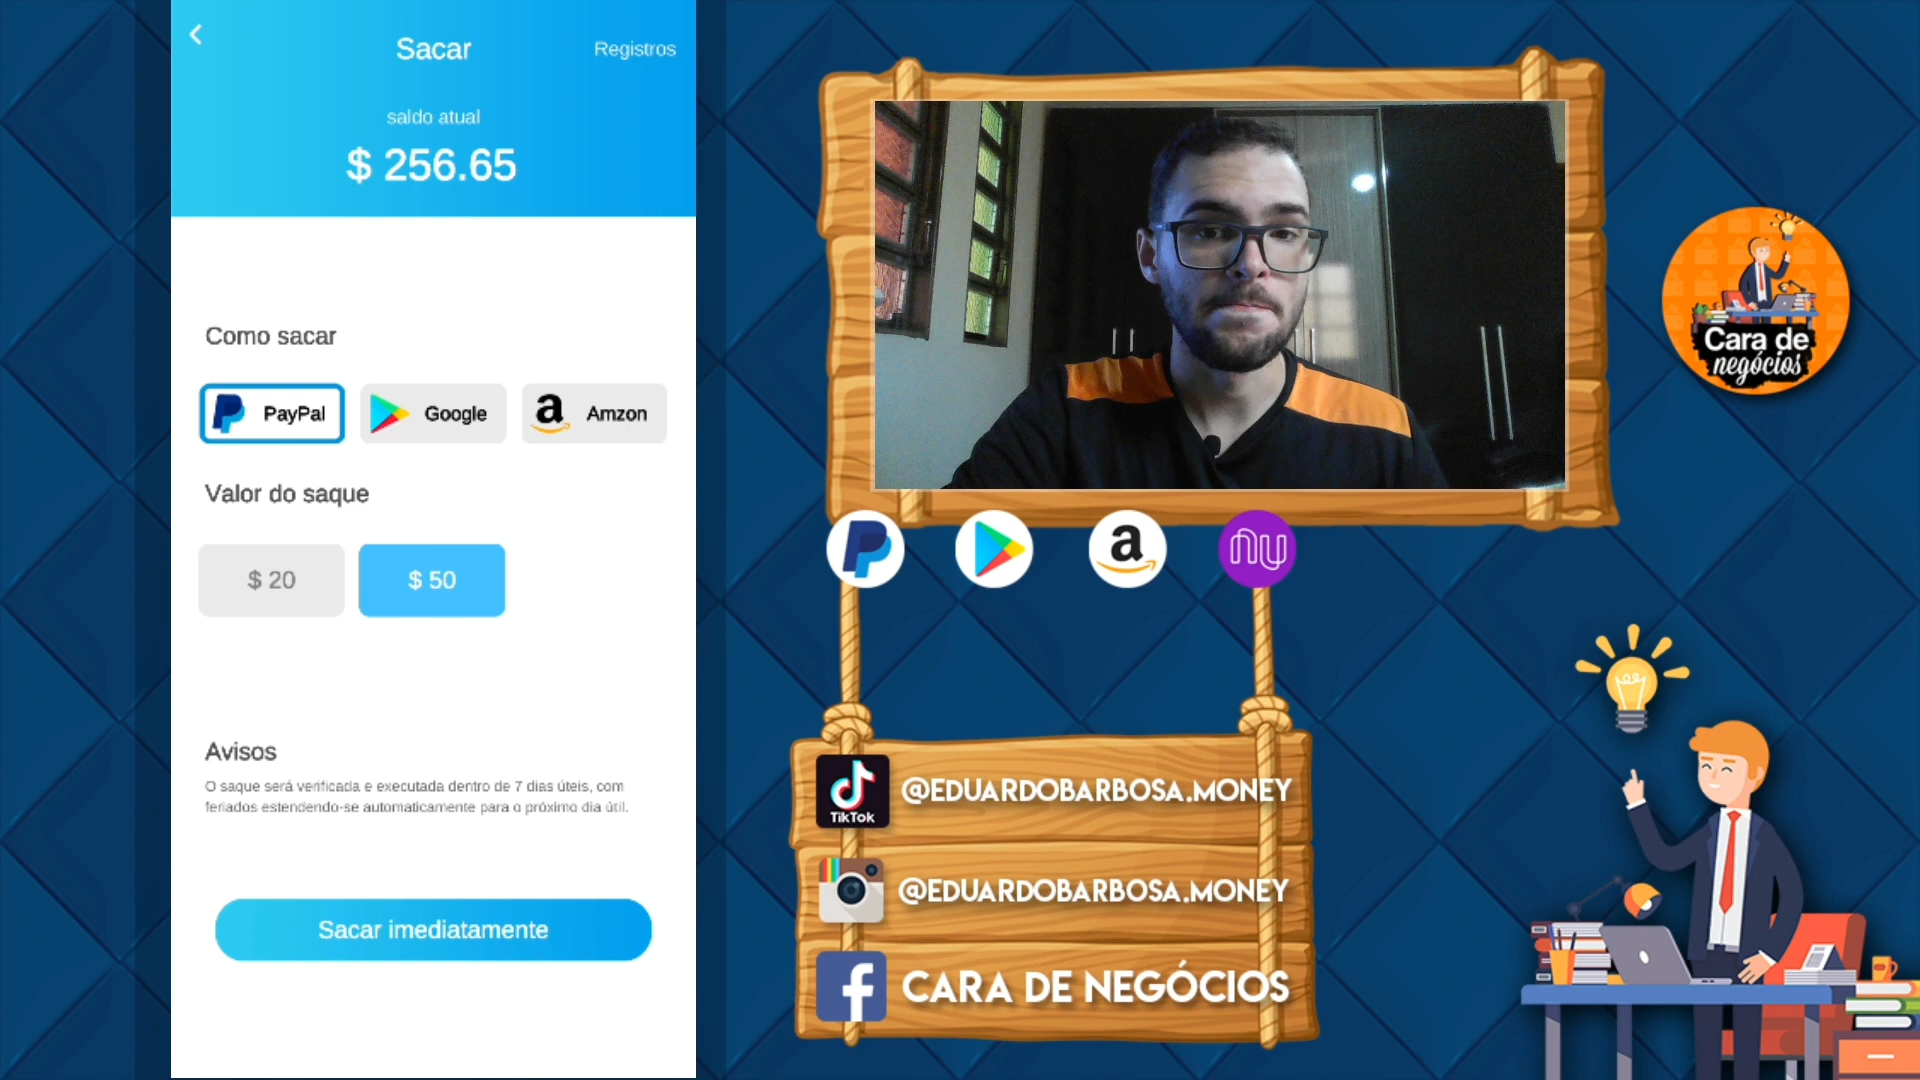 Sacar
Registros
saldo atual
$ 256.65
Como sacar
PayPal
Google
Amzon
Valor do saque
$ 20
$ 50
Avisos
O saque será verificada e executada dentro de 7 dias úteis, com
feriados estendendo-se automaticamente para o próximo dia útil.
Sacar imediatamente
Cara de
negócios
TikTok
@EDUARDOBARBOSA.MONEY
@EDUARDOBARBOSA.MONEY
CARA DE NEGÓCIOS